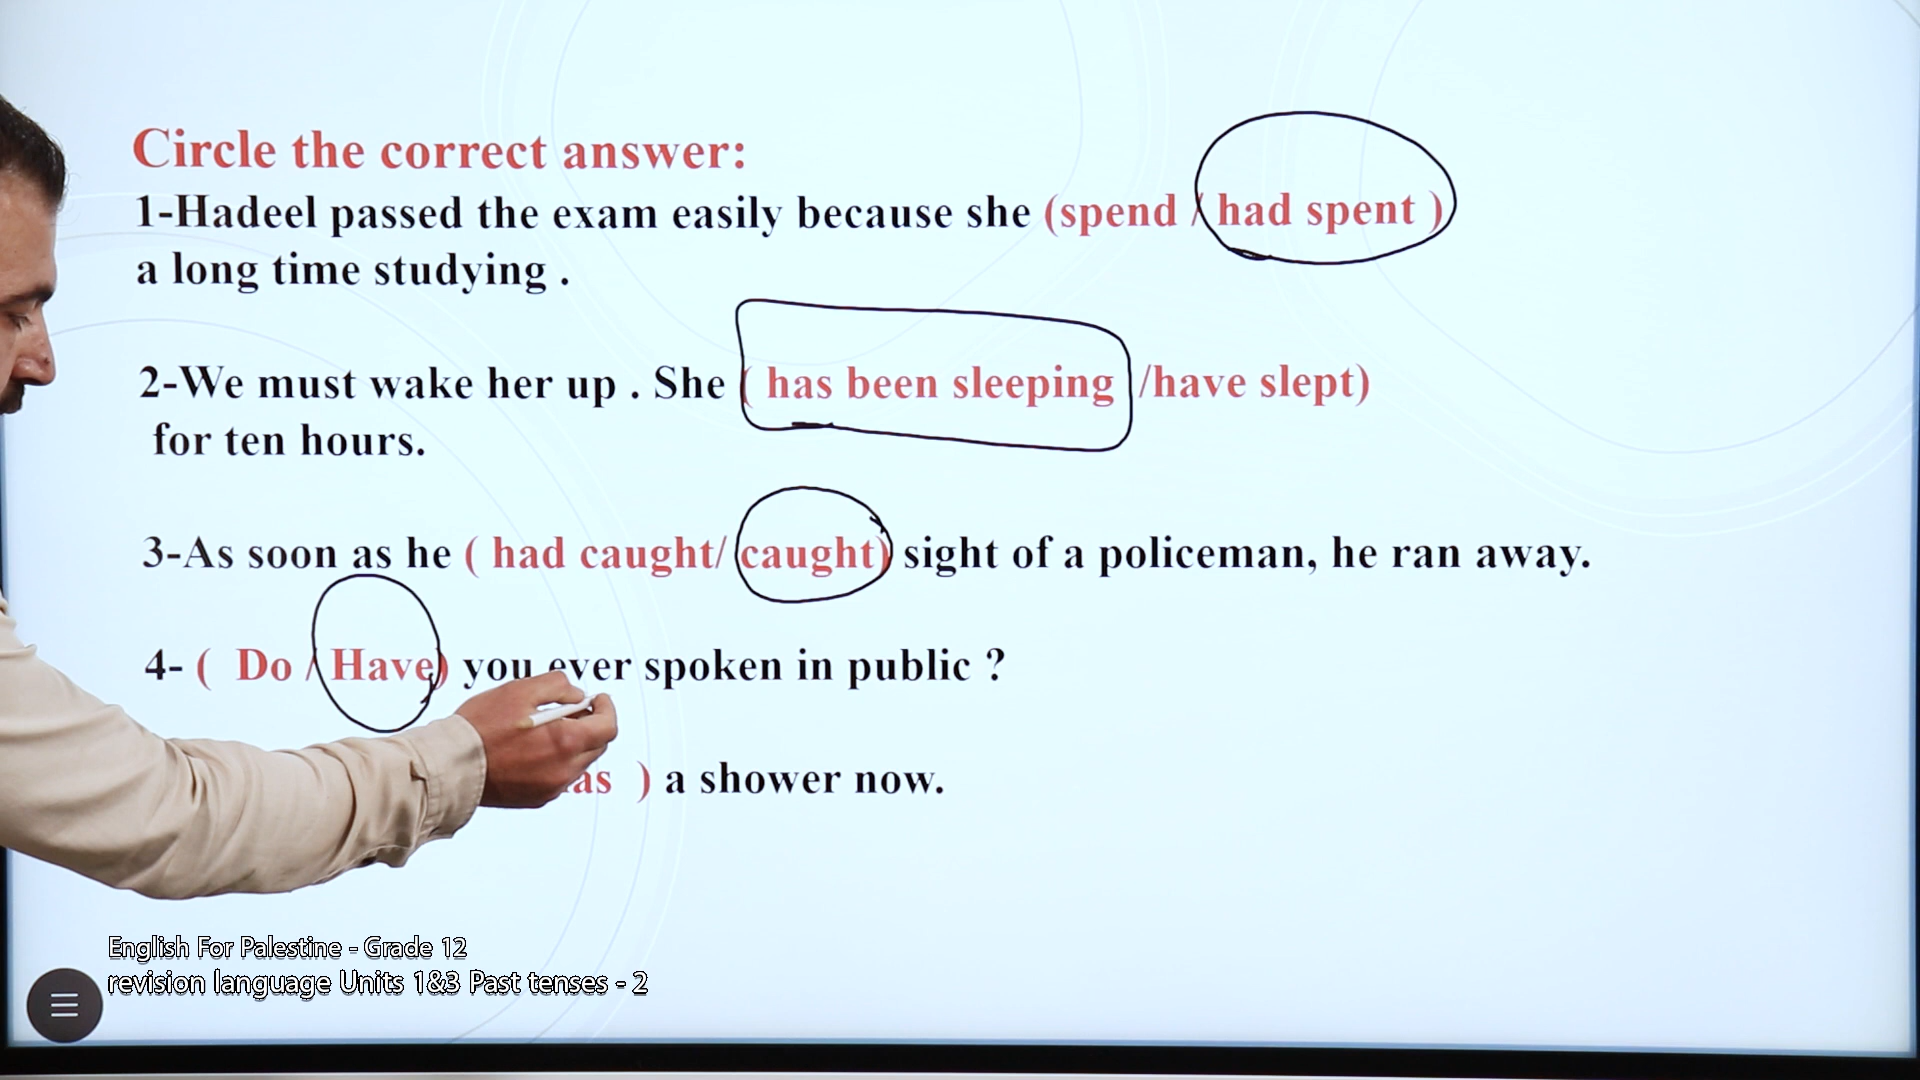 Circle the correct answer:
1-Hadeel passed the exam easily because she (spend / had spent )
a long time studying .
2-We must wake her up . She ( has been sleeping /have slept)
for ten hours.
3-As soon as he ( had caught/ caught) sight of a policeman, he ran away.
4- ( Do / Have) you ever spoken in public ?
) a shower now.
English For Palestine - Grade 12
revision language Units 1&3 Past tenses - 2